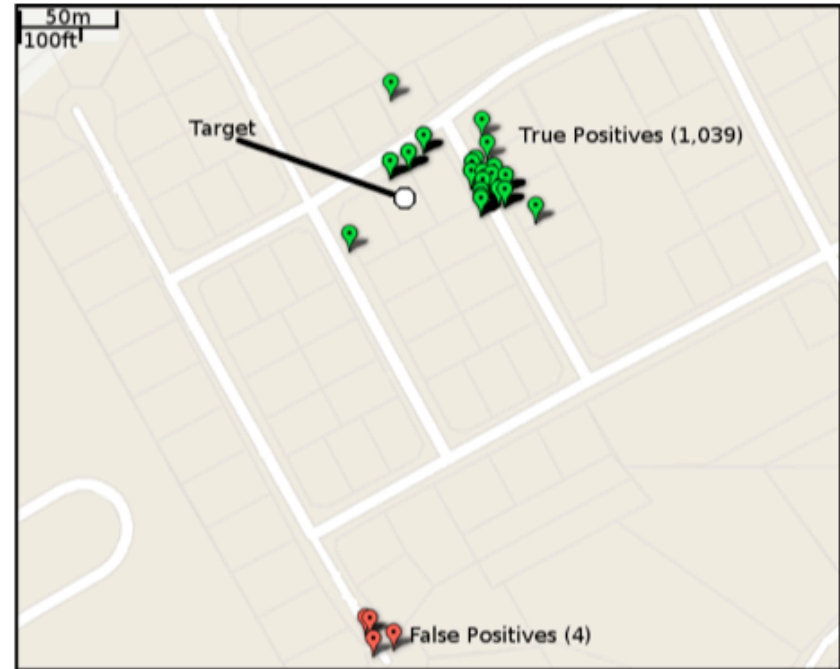 50m
100ft
Target
True Positives (1,039)
False Positives (4)